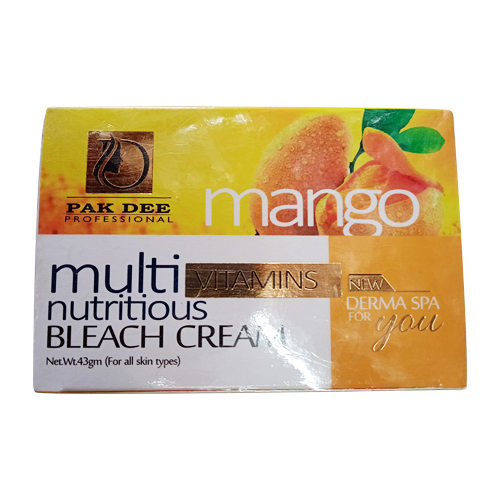 PAK DEE
PROFESSIONAL
mango
multi VITAMINS
nutritious
BLEACH CREAM
Net.Wt.43gm (For all skin types)
NEW
DERMA SPA
FOR you